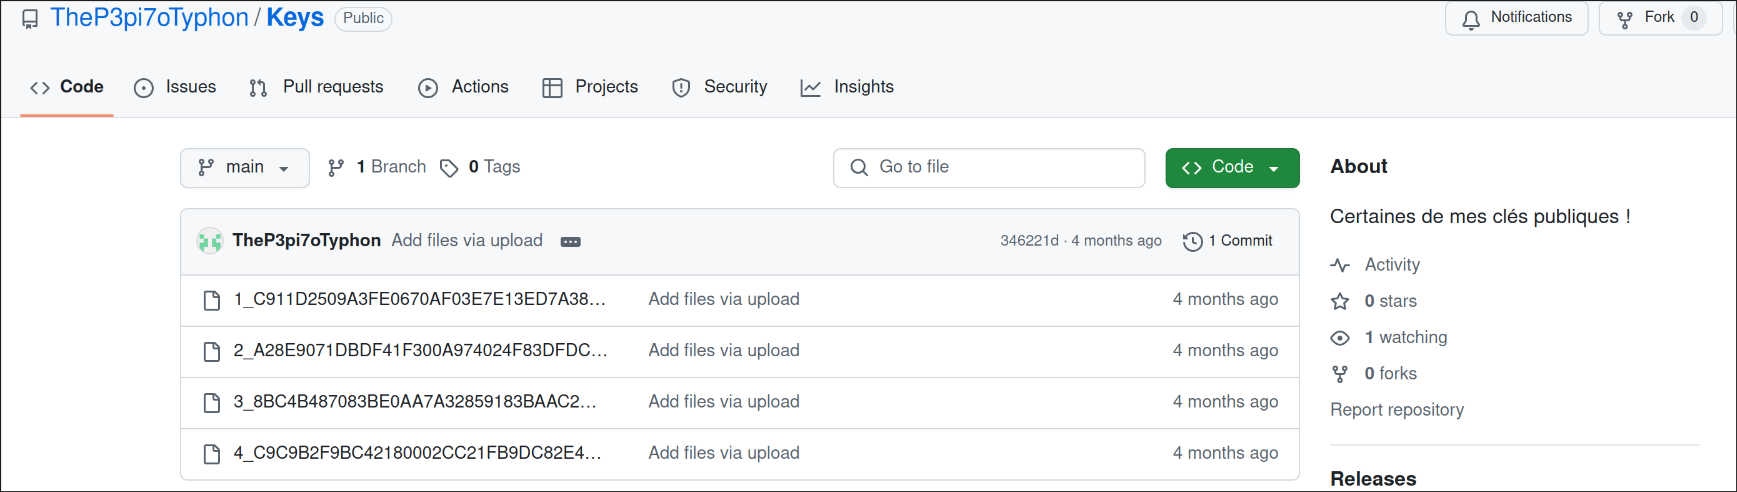 TheP3pi7oTyphon / Keys Public Notifications Fork 0
Code Issues Pull requests Actions Projects Security Insights
main 1 Branch 0 Tags Go to file Code About
Certaines de mes clés publiques !
TheP3pi7oTyphon Add files via upload 346221d · 4 months ago 1 Commit
Activity
1_C911D2509A3FE0670AF03E7E13ED7A38... Add files via upload 4 months ago
0 stars
1 watching
2_A28E9071DBDF41F300A974024F83DFDC... Add files via upload 4 months ago
0 forks
3_8BC4B487083BE0AA7A32859183BAAC2... Add files via upload 4 months ago
Report repository
4_C9C9B2F9BC42180002CC21FB9DC82E4... Add files via upload 4 months ago
Releases